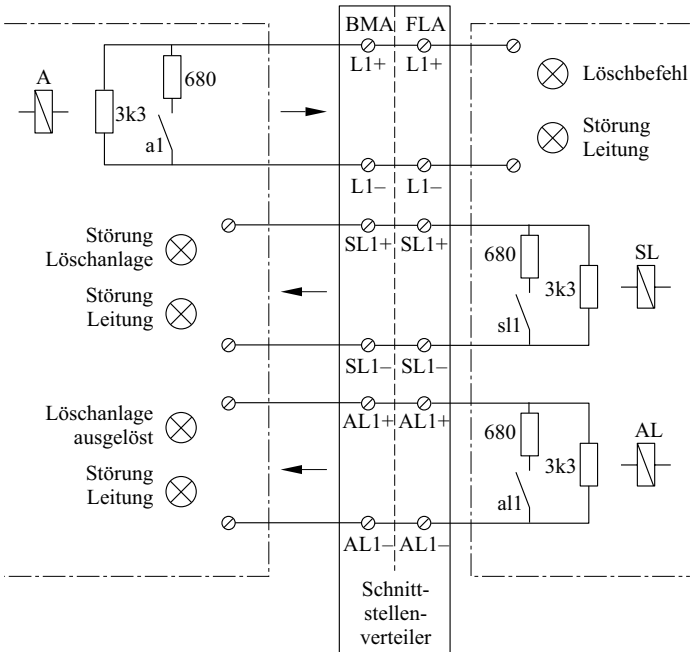 BMA FLA
L1+ L1+
A
680
3k3
a1
Löschbefehl
Störung
Leitung
L1– L1–
SL1+ SL1+
Störung
Löschanlage
Störung
Leitung
680
3k3
sl1
SL
SL1– SL1–
AL1+ AL1+
Löschanlage
ausgelöst
Störung
Leitung
680
3k3
al1
AL
AL1– AL1–
Schnitt-
stellen-
verteiler